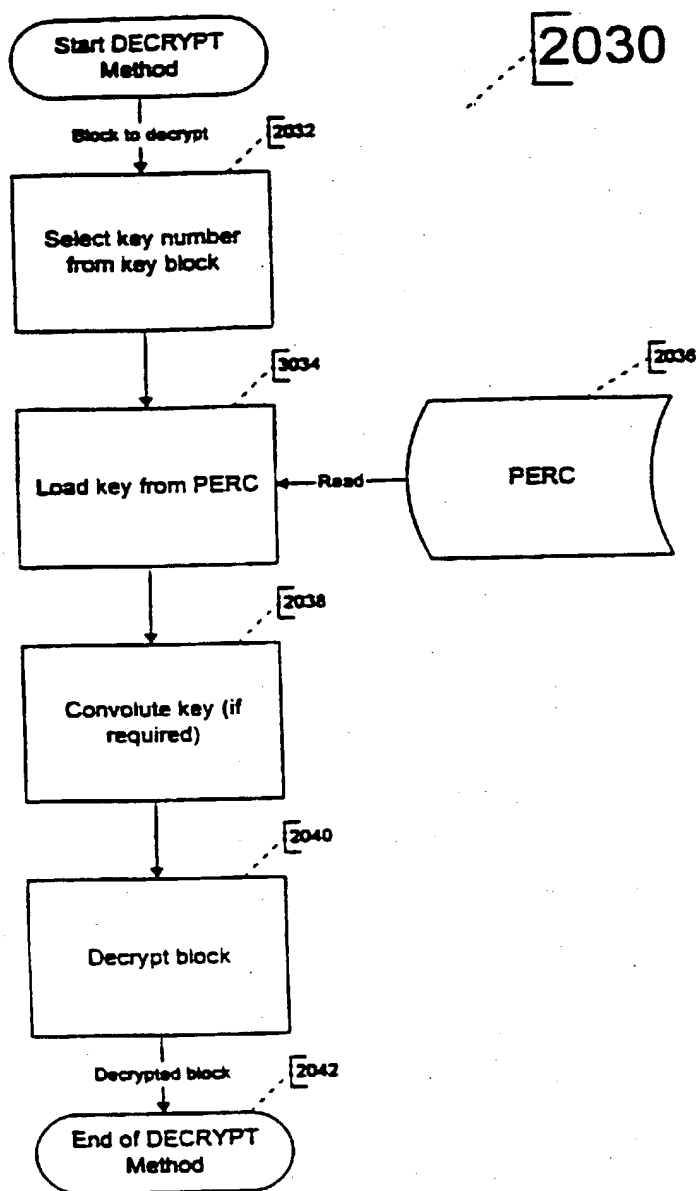 Start DECRYPT
Method
2030
Block to decrypt
2032
Select key number
from key block
3034
2036
Load key from PERC
Read
PERC
2038
Convolute key (if
required)
2040
Decrypt block
Decrypted block
2042
End of DECRYPT
Method